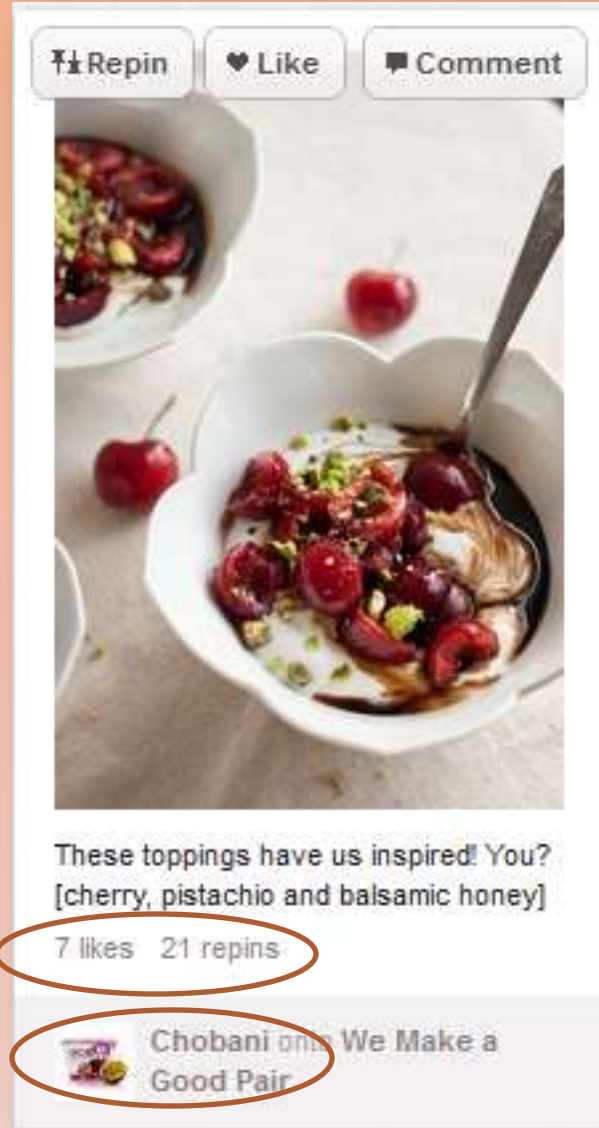 Repin Like Comment
These toppings have us inspired! You?
[cherry, pistachio and balsamic honey]
7 likes 21 repins
Chobani onto We Make a
Good Pair